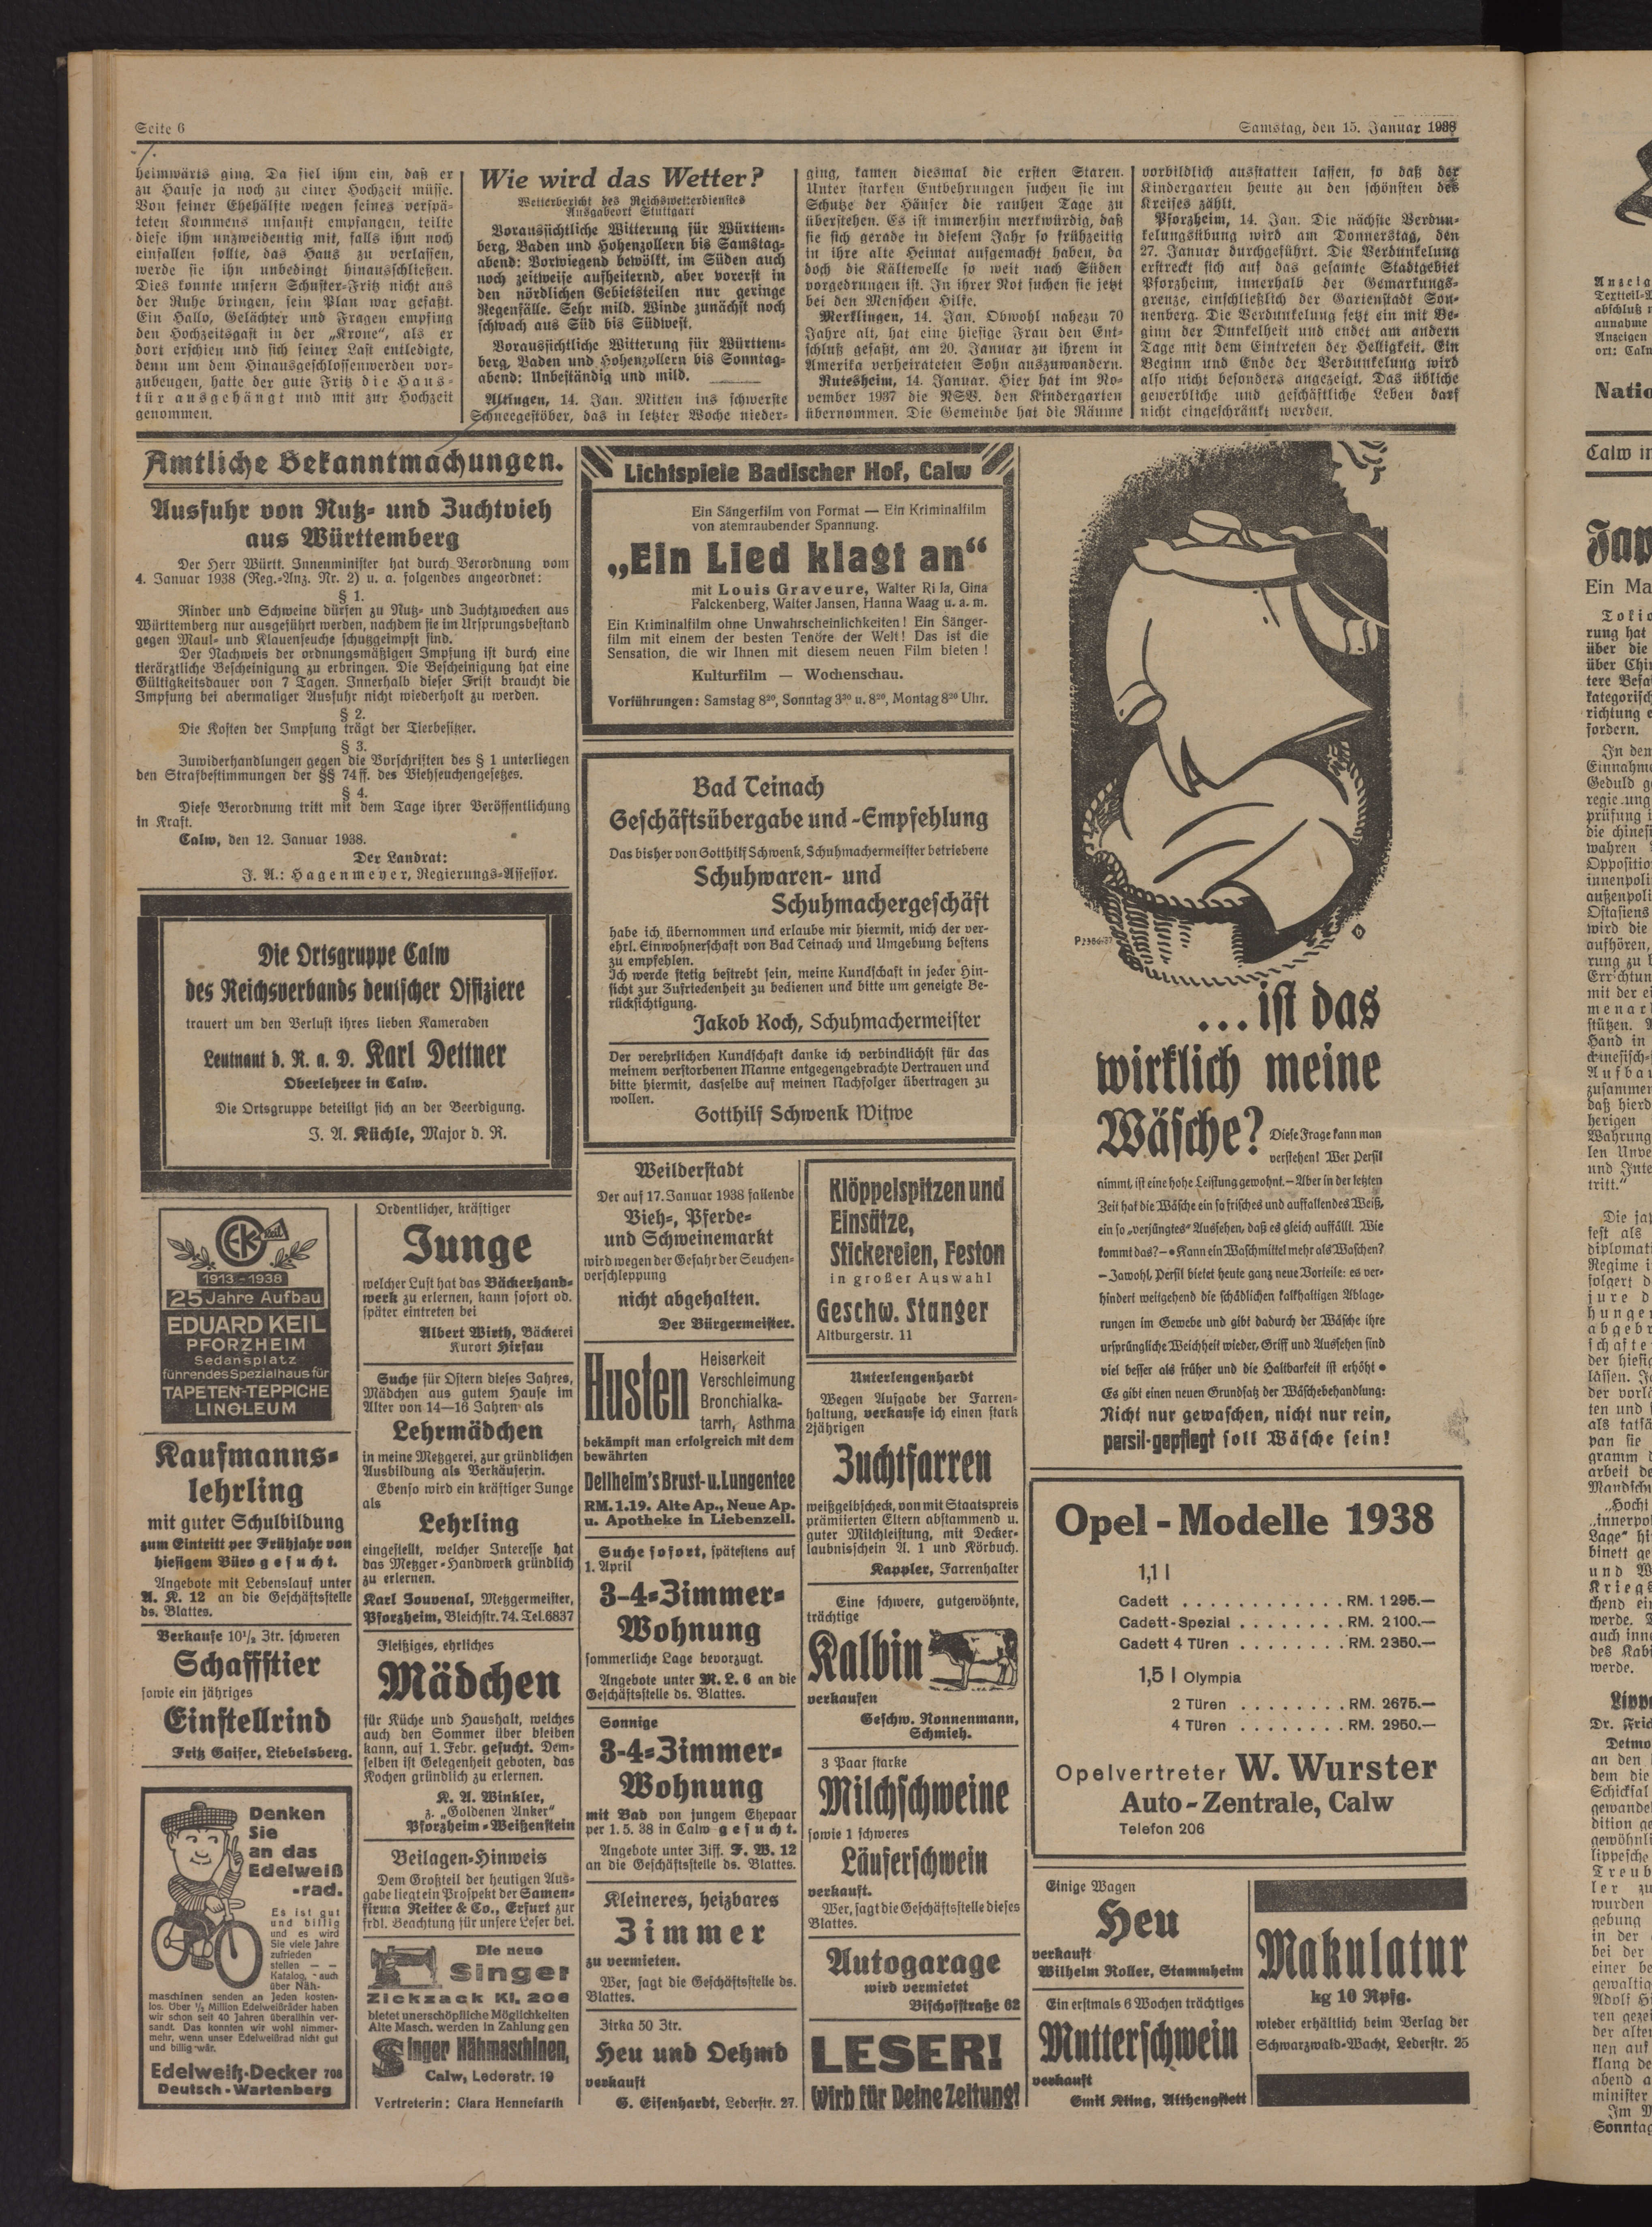 Seite 6
Samstag, den 15. Januar 1938
heimwärts ging. Da fiel ihm ein, daß er
zu Hause ja noch zu einer Hochzeit müsse.
Von seiner Ehehälfte wegen seines verspä-
teten Kommens unsanft empfangen, teilte
diese ihm unzweideutig mit, falls ihm noch
einfallen sollte, das Haus zu verlassen,
werde sie ihn unbedingt hinausschließen.
Dies konnte unsern Schuster-Fritz nicht aus
der Ruhe bringen, sein Plan war gefaßt.
Ein Hallo, Gelächter und Fragen empfing
den Hochzeitsgast in der „Krone“, als er
dort erschien und sich seiner Last entledigte,
denn um dem Hinausgeschlossenwerden vor-
zubeugen, hatte der gute Fritz die Haus-
tür ausgehängt und mit zur Hochzeit
genommen.
Wie wird das Wetter?
Wetterbericht des Reichswetterdienstes
Ausgabeort Stuttgart
Voraussichtliche Witterung für Württem-
berg, Baden und Hohenzollern bis Samstag-
abend: Vorwiegend bewölkt, im Süden auch
noch zeitweise aufheiternd, aber vorerst in
den nördlichen Gebietsteilen nur geringe
Regenfälle. Sehr mild. Winde zunächst noch
schwach aus Süd bis Südwest.
Voraussichtliche Witterung für Württem-
berg, Baden und Hohenzollern bis Sonntag-
abend: Unbeständig und mild.
Altingen, 14. Jan. Mitten ins schwerste
Schneegestöber, das in letzter Woche nieder-
ging, kamen diesmal die ersten Staren.
Unter starken Entbehrungen suchen sie im
Schutze der Häuser die rauhen Tage zu
überstehen. Es ist immerhin merkwürdig, daß
sie sich gerade in diesem Jahr so frühzeitig
in ihre alte Heimat aufgemacht haben, da
doch die Kältewelle so weit nach Süden
vorgedrungen ist. In ihrer Not suchen sie jetzt
bei den Menschen Hilfe.
Merklingen, 14. Jan. Obwohl nahezu 70
Jahre alt, hat eine hiesige Frau den Ent-
schluß gefaßt, am 20. Januar zu ihrem in
Amerika verheirateten Sohn auszuwandern.
Rutesheim, 14. Januar. Hier hat im No-
vember 1937 die NSV. den Kindergarten
übernommen. Die Gemeinde hat die Räume
vorbildlich ausstatten lassen, so daß der
Kindergarten heute zu den schönsten des
Kreises zählt.
Pforzheim, 14. Jan. Die nächste Verdun-
kelungsübung wird am Donnerstag, den
27. Januar durchgeführt. Die Verdunkelung
erstreckt sich auf das gesamte Stadtgebiet
Pforzheim, innerhalb der Gemarkungs-
grenze, einschließlich der Gartenstadt Son-
nenberg. Die Verdunkelung setzt ein mit Be-
ginn der Dunkelheit und endet am andern
Tage mit dem Eintreten der Helligkeit. Ein
Beginn und Ende der Verdunkelung wird
also nicht besonders angezeigt. Das übliche
gewerbliche und geschäftliche Leben darf
nicht eingeschränkt werden.
Amtliche Bekanntmachungen.
Ausfuhr von Nutz- und Zuchtvieh
aus Württemberg
Der Herr Württ. Innenminister hat durch Verordnung vom
4. Januar 1938 (Reg.-Anz. Nr. 2) u. a. folgendes angeordnet:
§ 1.
Rinder und Schweine dürfen zu Nutz- und Zuchtzwecken aus
Württemberg nur ausgeführt werden, nachdem sie im Ursprungsbestand
gegen Maul- und Klauenseuche schutzgeimpft sind.
Der Nachweis der ordnungsmäßigen Impfung ist durch eine
tierärztliche Bescheinigung zu erbringen. Die Bescheinigung hat eine
Gültigkeitsdauer von 7 Tagen. Innerhalb dieser Frist braucht die
Impfung bei abermaliger Ausfuhr nicht wiederholt zu werden.
§ 2.
Die Kosten der Impfung trägt der Tierbesitzer.
§ 3.
Zuwiderhandlungen gegen die Vorschriften des § 1 unterliegen
den Strafbestimmungen der §§ 74 ff. des Viehseuchengesetzes.
§ 4.
Diese Verordnung tritt mit dem Tage ihrer Veröffentlichung
in Kraft.
Calw, den 12. Januar 1938.
Der Landrat:
J. A.: Hagenmeyer, Regierungs-Assessor.
Die Ortsgruppe Calw
des Reichsverbands deutscher Offiziere
trauert um den Verlust ihres lieben Kameraden
Leutnant d. R. a. D. Karl Dettner
Oberlehrer in Calw.
Die Ortsgruppe beteiligt sich an der Beerdigung.
J. A. Küchle, Major d. R.
Lichtspiele Badischer Hof, Calw
Ein Sängerfilm von Format — Ein Kriminalfilm
von atemraubender Spannung.
„Ein Lied klagt an“
mit Louis Graveure, Walter Rilla, Gina
Falckenberg, Walter Jansen, Hanna Waag u. a. m.
Ein Kriminalfilm ohne Unwahrscheinlichkeiten! Ein Sänger-
film mit einem der besten Tenöre der Welt! Das ist die
Sensation, die wir Ihnen mit diesem neuen Film bieten!
Kulturfilm — Wochenschau.
Vorführungen: Samstag 8²⁰, Sonntag 3²⁰ u. 8²⁰, Montag 8²⁰ Uhr.
Bad Teinach
Geschäftsübergabe und -Empfehlung
Das bisher von Gotthilf Schwenk, Schuhmachermeister betriebene
Schuhwaren- und
Schuhmachergeschäft
habe ich übernommen und erlaube mir hiermit, mich der ver-
ehrl. Einwohnerschaft von Bad Teinach und Umgebung bestens
zu empfehlen.
Ich werde stetig bestrebt sein, meine Kundschaft in jeder Hin-
sicht zur Zufriedenheit zu bedienen und bitte um geneigte Be-
rücksichtigung.
Jakob Koch, Schuhmachermeister
Der verehrlichen Kundschaft danke ich verbindlichst für das
meinem verstorbenen Manne entgegengebrachte Vertrauen und
bitte hiermit, dasselbe auf meinen Nachfolger übertragen zu
wollen.
Gotthilf Schwenk Witwe
P2386-37
...ist das
wirklich meine
Wäsche? Diese Frage kann man
verstehen! Wer Persil
nimmt, ist eine hohe Leistung gewohnt. — Aber in der letzten
Zeit hat die Wäsche ein so frisches und auffallendes Weiß,
ein so „verjüngtes“ Aussehen, daß es gleich auffällt. Wie
kommt das? — • Kann ein Waschmittel mehr als Waschen?
— Jawohl, Persil bietet heute ganz neue Vorteile: es ver-
hindert weitgehend die schädlichen kalkhaltigen Ablage-
rungen im Gewebe und gibt dadurch der Wäsche ihre
ursprüngliche Weichheit wieder, Griff und Aussehen sind
viel besser als früher und die Haltbarkeit ist erhöht •
Es gibt einen neuen Grundsatz der Wäschebehandlung:
Nicht nur gewaschen, nicht nur rein,
persil-gepflegt soll Wäsche sein!
EK Keil
1913 - 1938
25 Jahre Aufbau
EDUARD KEIL
PFORZHEIM
Sedansplatz
führendes Spezialhaus für
TAPETEN-TEPPICHE
LINOLEUM
Kaufmanns-
lehrling
mit guter Schulbildung
zum Eintritt per Frühjahr von
hiesigem Büro gesucht.
Angebote mit Lebenslauf unter
A. K. 12 an die Geschäftsstelle
ds. Blattes.
Verkaufe 10½ Ztr. schweren
Schaffstier
sowie ein jähriges
Einstellrind
Fritz Gaiser, Liebelsberg.
Denken
Sie
an das
Edelweiß
-rad.
Es ist gut
und billig
und es wird
Sie viele Jahre
zufrieden
stellen — —
Katalog, - auch
über Näh-
maschinen senden an jeden kosten-
los. Über ½ Million Edelweißräder haben
wir schon seit 40 Jahren überallhin ver-
sandt. Das konnten wir wohl nimmer-
mehr, wenn unser Edelweißrad nicht gut
und billig wär.
Edelweiß-Decker 708
Deutsch-Wartenberg
Ordentlicher, kräftiger
Junge
welcher Lust hat das Bäckerhand-
werk zu erlernen, kann sofort od.
später eintreten bei
Albert Wirth, Bäckerei
Kurort Hirsau
Suche für Ostern dieses Jahres,
Mädchen aus gutem Hause im
Alter von 14—16 Jahren als
Lehrmädchen
in meine Metzgerei, zur gründlichen
Ausbildung als Verkäuferin.
Ebenso wird ein kräftiger Junge
als
Lehrling
eingestellt, welcher Interesse hat
das Metzger-Handwerk gründlich
zu erlernen.
Karl Jouvenal, Metzgermeister,
Pforzheim, Bleichstr. 74. Tel. 6837
Fleißiges, ehrliches
Mädchen
für Küche und Haushalt, welches
auch den Sommer über bleiben
kann, auf 1. Febr. gesucht. Dem-
selben ist Gelegenheit geboten, das
Kochen gründlich zu erlernen.
K. A. Winkler,
z. „Goldenen Anker“
Pforzheim-Weißenstein
Beilagen-Hinweis
Dem Großteil der heutigen Aus-
gabe liegt ein Prospekt der Samen-
firma Reiter & Co., Erfurt zur
frdl. Beachtung für unsere Leser bei.
Die neue
Singer
Zickzack Kl. 206
bietet unerschöpfliche Möglichkeiten
Alte Masch. werden in Zahlung gen
Singer Nähmaschinen,
Calw, Lederstr. 19
Vertreterin: Clara Hennefarth
Weilderstadt
Der auf 17. Januar 1938 fallende
Vieh-, Pferde-
und Schweinemarkt
wird wegen der Gefahr der Seuchen-
verschleppung
nicht abgehalten.
Der Bürgermeister.
Husten
Heiserkeit
Verschleimung
Bronchialka-
tarrh, Asthma
bekämpft man erfolgreich mit dem
bewährten
Dellheim's Brust- u. Lungentee
RM. 1.19. Alte Ap., Neue Ap.
u. Apotheke in Liebenzell.
Suche sofort, spätestens auf
1. April
3-4-Zimmer-
Wohnung
sommerliche Lage bevorzugt.
Angebote unter M. L. 6 an die
Geschäftsstelle ds. Blattes.
Sonnige
3-4-Zimmer-
Wohnung
mit Bad von jungem Ehepaar
per 1. 5. 38 in Calw gesucht.
Angebote unter Ziff. F. W. 12
an die Geschäftsstelle ds. Blattes.
Kleineres, heizbares
Zimmer
zu vermieten.
Wer, sagt die Geschäftsstelle ds.
Blattes.
Zirka 50 Ztr.
Heu und Oehmd
verkauft
G. Eisenhardt, Lederstr. 27.
Klöppelspitzen und
Einsätze,
Stickereien, Feston
in großer Auswahl
Geschw. Stanger
Altburgerstr. 11
Unterlengenhardt
Wegen Aufgabe der Farren-
haltung, verkaufe ich einen stark
2jährigen
Zuchtfarren
weißgelbscheck, von mit Staatspreis
prämiierten Eltern abstammend u.
guter Milchleistung, mit Decker-
laubnisschein A. 1 und Körbuch.
Kappler, Farrenhalter
Eine schwere, gutgewöhnte,
trächtige
Kalbin
verkaufen
Geschw. Nonnenmann,
Schmieh.
3 Paar starke
Milchschweine
sowie 1 schweres
Läuferschwein
verkauft.
Wer, sagt die Geschäftsstelle dieses
Blattes.
Autogarage
wird vermietet
Bischofstraße 62
LESER!
Wirb für Deine Zeitung!
Opel - Modelle 1938
1,1 l
Cadett . . . . . . . . . . . . RM. 1295.—
Cadett-Spezial . . . . . . . . RM. 2100.—
Cadett 4 Türen . . . . . . . . RM. 2350.—
1,5 l Olympia
2 Türen . . . . . . . . RM. 2675.—
4 Türen . . . . . . . . RM. 2950.—
Opelvertreter W. Wurster
Auto-Zentrale, Calw
Telefon 206
Einige Wagen
Heu
verkauft
Wilhelm Roller, Stammheim
Ein erstmals 6 Wochen trächtiges
Mutterschwein
verkauft
Emil Kling, Althengstett
Makulatur
kg 10 Rpfg.
wieder erhältlich beim Verlag der
Schwarzwald-Wacht, Lederstr. 25